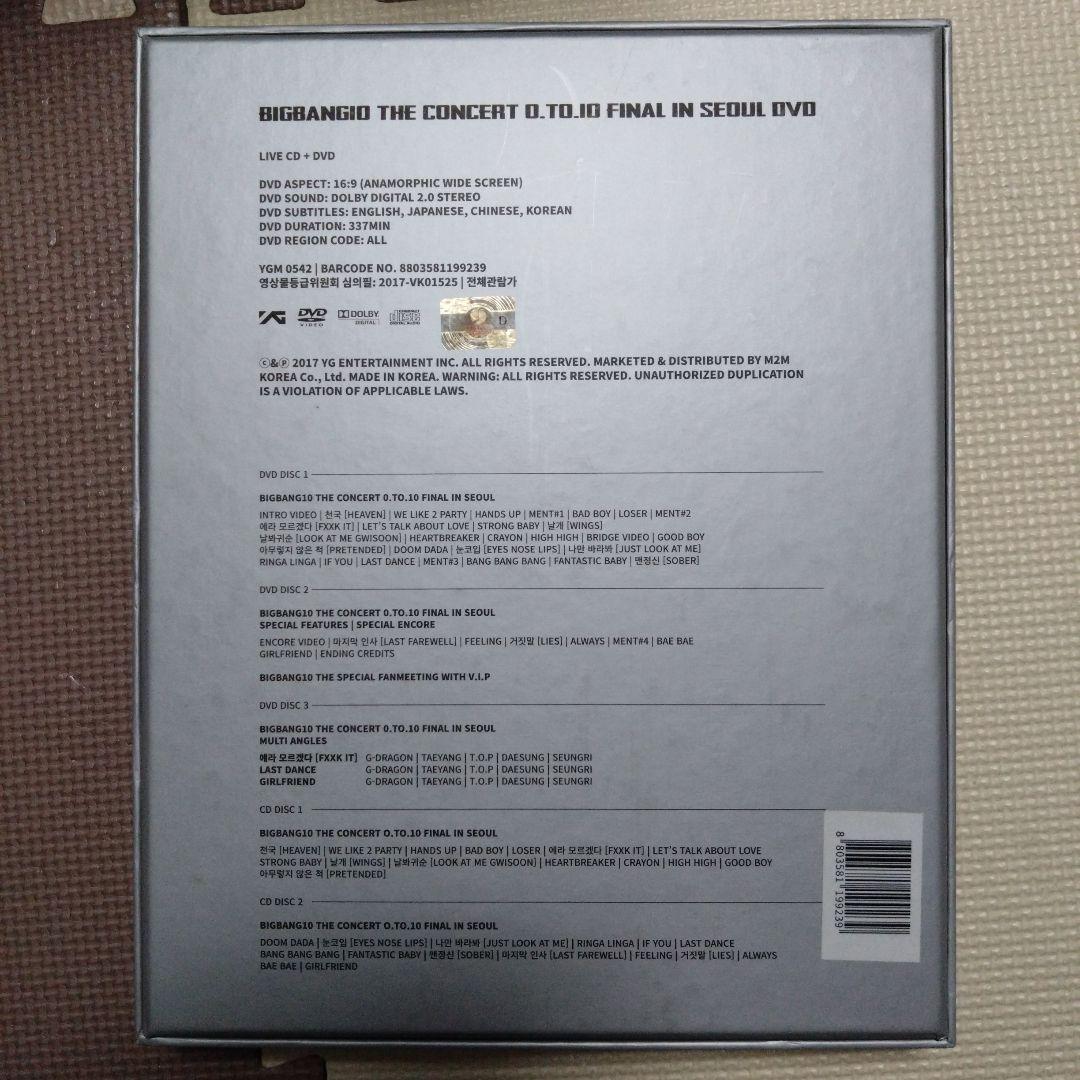 BIGBANG10 THE CONCERT 0.TO.10 FINAL IN SEOUL DVD
LIVE CD + DVD
DVD ASPECT: 16:9 (ANAMORPHIC WIDE SCREEN)
DVD SOUND: DOLBY DIGITAL 2.0 STEREO
DVD SUBTITLES: ENGLISH, JAPANESE, CHINESE, KOREAN
DVD DURATION: 337MIN
DVD REGION CODE: ALL
YGM 0542 | BARCODE NO. 8803581199239
영상물등급위원회 심의필: 2017-VK01525 | 전체관람가
YG DVD VIDEO DOLBY DIGITAL COMPACT disc DIGITAL AUDIO
ⓒ&ⓟ 2017 YG ENTERTAINMENT INC. ALL RIGHTS RESERVED. MARKETED & DISTRIBUTED BY M2M
KOREA Co., Ltd. MADE IN KOREA. WARNING: ALL RIGHTS RESERVED. UNAUTHORIZED DUPLICATION
IS A VIOLATION OF APPLICABLE LAWS.
DVD DISC 1
BIGBANG10 THE CONCERT 0.TO.10 FINAL IN SEOUL
INTRO VIDEO | 천국 [HEAVEN] | WE LIKE 2 PARTY | HANDS UP | MENT#1 | BAD BOY | LOSER | MENT#2
에라 모르겠다 [FXXK IT] | LET'S TALK ABOUT LOVE | STRONG BABY | 날개 [WINGS]
날봐귀순 [LOOK AT ME GWISOON] | HEARTBREAKER | CRAYON | HIGH HIGH | BRIDGE VIDEO | GOOD BOY
아무렇지 않은 척 [PRETENDED] | DOOM DADA | 눈코입 [EYES NOSE LIPS] | 나만 바라봐 [JUST LOOK AT ME]
RINGA LINGA | IF YOU | LAST DANCE | MENT#3 | BANG BANG BANG | FANTASTIC BABY | 맨정신 [SOBER]
DVD DISC 2
BIGBANG10 THE CONCERT 0.TO.10 FINAL IN SEOUL
SPECIAL FEATURES | SPECIAL ENCORE
ENCORE VIDEO | 마지막 인사 [LAST FAREWELL] | FEELING | 거짓말 [LIES] | ALWAYS | MENT#4 | BAE BAE
GIRLFRIEND | ENDING CREDITS
BIGBANG10 THE SPECIAL FANMEETING WITH V.I.P
DVD DISC 3
BIGBANG10 THE CONCERT 0.TO.10 FINAL IN SEOUL
MULTI ANGLES
에라 모르겠다 [FXXK IT] G-DRAGON | TAEYANG | T.O.P | DAESUNG | SEUNGRI
LAST DANCE G-DRAGON | TAEYANG | T.O.P | DAESUNG | SEUNGRI
GIRLFRIEND G-DRAGON | TAEYANG | T.O.P | DAESUNG | SEUNGRI
CD DISC 1
BIGBANG10 THE CONCERT O.TO.10 FINAL IN SEOUL
천국 [HEAVEN] | WE LIKE 2 PARTY | HANDS UP | BAD BOY | LOSER | 에라 모르겠다 [FXXK IT] | LET'S TALK ABOUT LOVE
STRONG BABY | 날개 [WINGS] | 날봐귀순 [LOOK AT ME GWISOON] | HEARTBREAKER | CRAYON | HIGH HIGH | GOOD BOY
아무렇지 않은 척 [PRETENDED]
CD DISC 2
BIGBANG10 THE CONCERT O.TO.10 FINAL IN SEOUL
DOOM DADA | 눈코입 [EYES NOSE LIPS] | 나만 바라봐 [JUST LOOK AT ME] | RINGA LINGA | IF YOU | LAST DANCE
BANG BANG BANG | FANTASTIC BABY | 맨정신 [SOBER] | 마지막 인사 [LAST FAREWELL] | FEELING | 거짓말 [LIES] | ALWAYS
BAE BAE | GIRLFRIEND
8 803581 199239